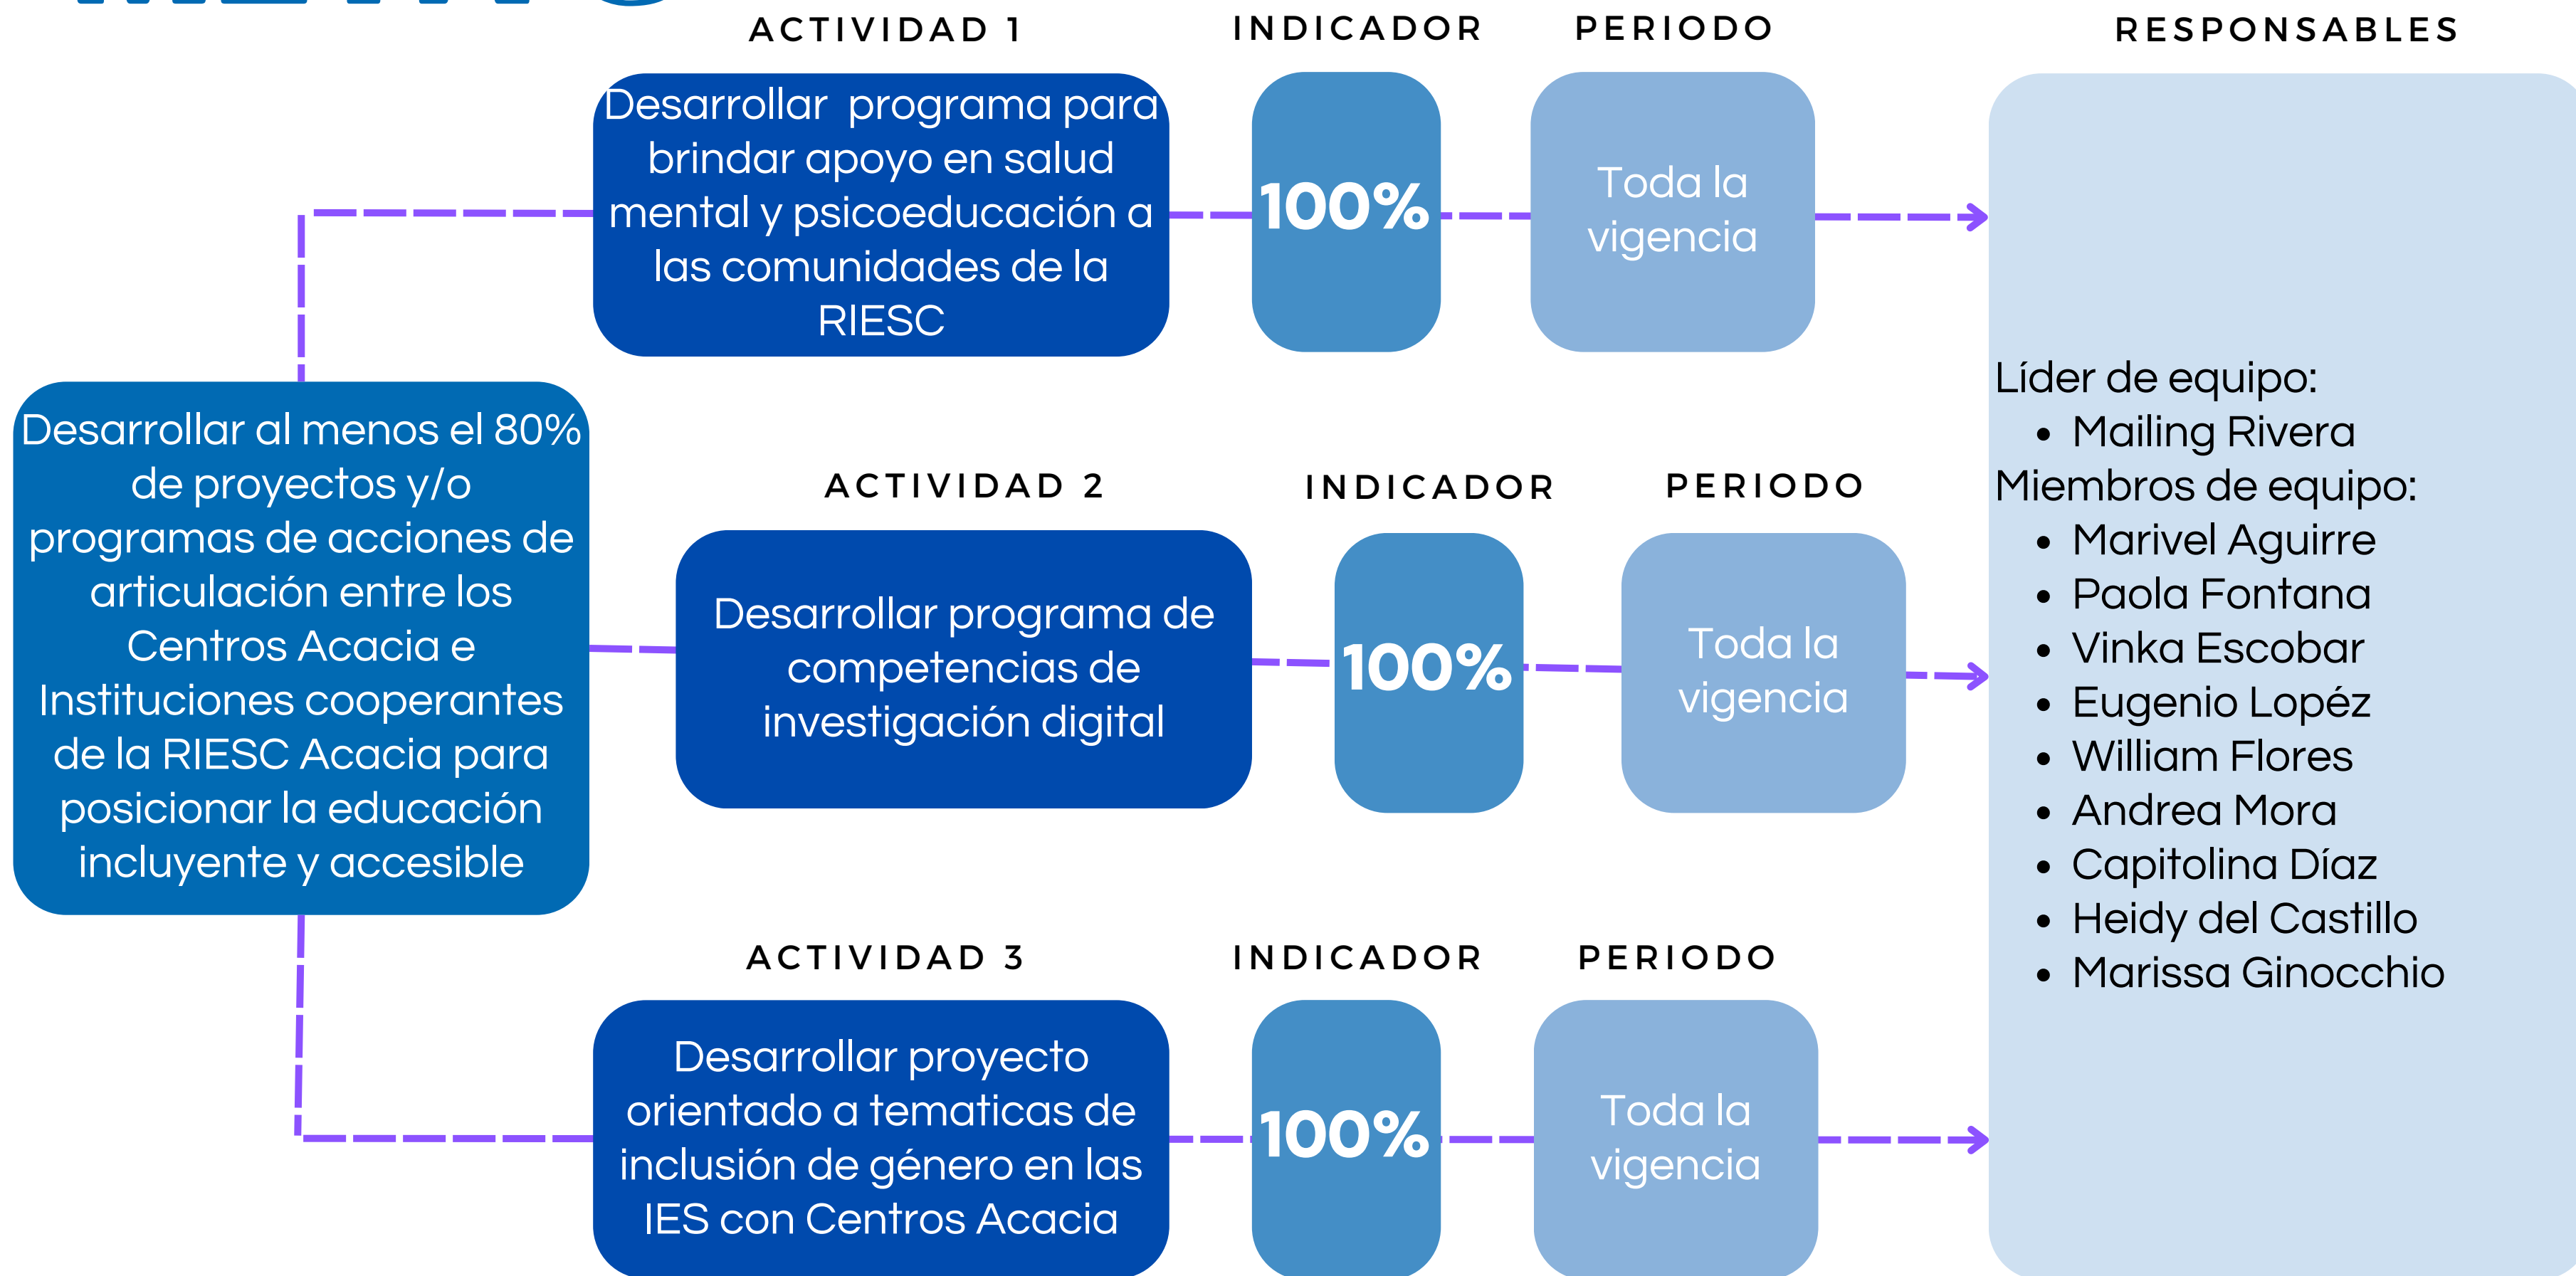 ACTIVIDAD 1
INDICADOR
PERIODO
RESPONSABLES
Desarrollar programa para
brindar apoyo en salud
mental y psicoeducación a
las comunidades de la
RIESC
100%
Toda la
vigencia
Desarrollar al menos el 80%
de proyectos y/o
programas de acciones de
articulación entre los
Centros Acacia e
Instituciones cooperantes
de la RIESC Acacia para
posicionar la educación
incluyente y accesible
ACTIVIDAD 2
INDICADOR
PERIODO
Desarrollar programa de
competencias de
investigación digital
100%
Toda la
vigencia
ACTIVIDAD 3
INDICADOR
PERIODO
Desarrollar proyecto
orientado a tematicas de
inclusión de género en las
IES con Centros Acacia
100%
Toda la
vigencia
Líder de equipo:
• Mailing Rivera
Miembros de equipo:
• Marivel Aguirre
• Paola Fontana
• Vinka Escobar
• Eugenio Lopéz
• William Flores
• Andrea Mora
• Capitolina Díaz
• Heidy del Castillo
• Marissa Ginocchio